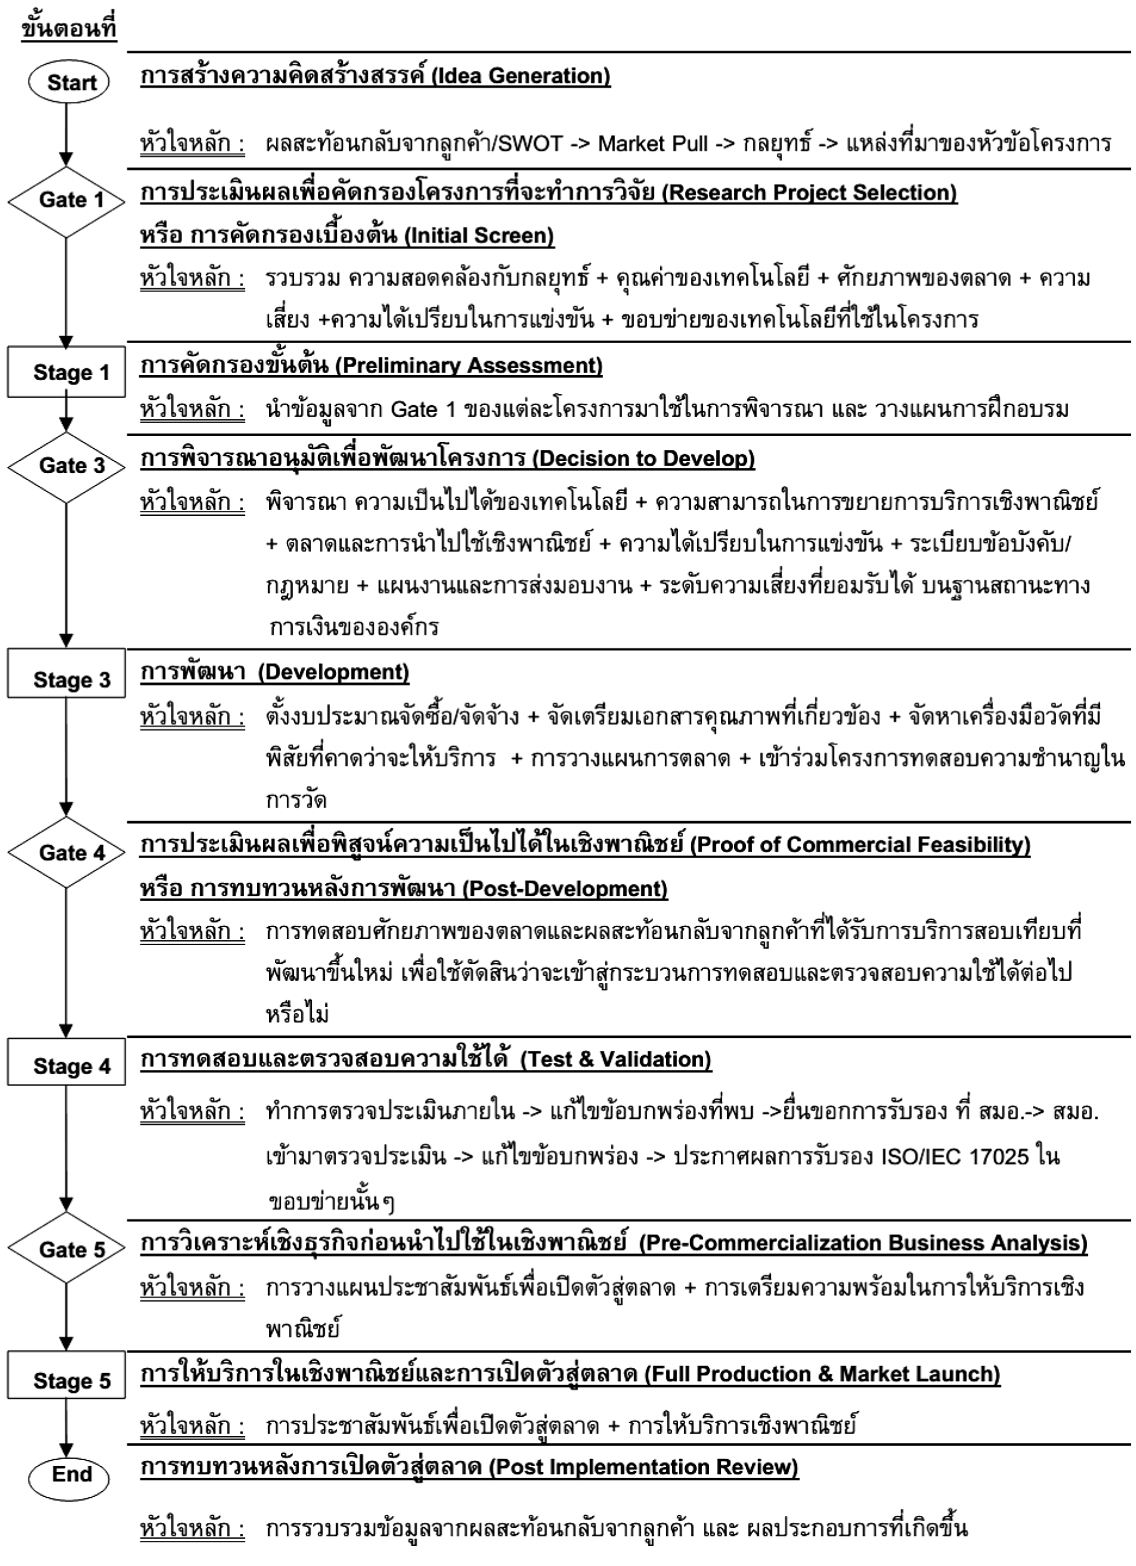 ขั้นตอนที่
Start
การสร้างความคิดสร้างสรรค์ (Idea Generation)
หัวใจหลัก : ผลสะท้อนกลับจากลูกค้า/SWOT -> Market Pull -> กลยุทธ์ -> แหล่งที่มาของหัวข้อโครงการ
Gate 1
การประเมินผลเพื่อคัดกรองโครงการที่จะทำการวิจัย (Research Project Selection)
หรือ การคัดกรองเบื้องต้น (Initial Screen)
หัวใจหลัก : รวบรวม ความสอดคล้องกับกลยุทธ์ + คุณค่าของเทคโนโลยี + ศักยภาพของตลาด + ความ
เสี่ยง +ความได้เปรียบในการแข่งขัน + ขอบข่ายของเทคโนโลยีที่ใช้ในโครงการ
Stage 1
การคัดกรองขั้นต้น (Preliminary Assessment)
หัวใจหลัก : นำข้อมูลจาก Gate 1 ของแต่ละโครงการมาใช้ในการพิจารณา และ วางแผนการฝึกอบรม
Gate 3
การพิจารณาอนุมัติเพื่อพัฒนาโครงการ (Decision to Develop)
หัวใจหลัก : พิจารณา ความเป็นไปได้ของเทคโนโลยี + ความสามารถในการขยายการบริการเชิงพาณิชย์
+ ตลาดและการนำไปใช้เชิงพาณิชย์ + ความได้เปรียบในการแข่งขัน + ระเบียบข้อบังคับ/
กฎหมาย + แผนงานและการส่งมอบงาน + ระดับความเสี่ยงที่ยอมรับได้ บนฐานสถานะทาง
การเงินขององค์กร
Stage 3
การพัฒนา (Development)
หัวใจหลัก : ตั้งงบประมาณจัดซื้อ/จัดจ้าง + จัดเตรียมเอกสารคุณภาพที่เกี่ยวข้อง + จัดหาเครื่องมือวัดที่มี
พิสัยที่คาดว่าจะให้บริการ + การวางแผนการตลาด + เข้าร่วมโครงการทดสอบความชำนาญใน
การวัด
Gate 4
การประเมินผลเพื่อพิสูจน์ความเป็นไปได้ในเชิงพาณิชย์ (Proof of Commercial Feasibility)
หรือ การทบทวนหลังการพัฒนา (Post-Development)
หัวใจหลัก : การทดสอบศักยภาพของตลาดและผลสะท้อนกลับจากลูกค้าที่ได้รับการบริการสอบเทียบที่
พัฒนาขึ้นใหม่ เพื่อใช้ตัดสินว่าจะเข้าสู่กระบวนการทดสอบและตรวจสอบความใช้ได้ต่อไป
หรือไม่
Stage 4
การทดสอบและตรวจสอบความใช้ได้ (Test & Validation)
หัวใจหลัก : ทำการตรวจประเมินภายใน -> แก้ไขข้อบกพร่องที่พบ ->ยื่นขอกการรับรอง ที่ สมอ.-> สมอ.
เข้ามาตรวจประเมิน -> แก้ไขข้อบกพร่อง -> ประกาศผลการรับรอง ISO/IEC 17025 ใน
ขอบข่ายนั้นๆ
Gate 5
การวิเคราะห์เชิงธุรกิจก่อนนำไปใช้ในเชิงพาณิชย์ (Pre-Commercialization Business Analysis)
หัวใจหลัก : การวางแผนประชาสัมพันธ์เพื่อเปิดตัวสู่ตลาด + การเตรียมความพร้อมในการให้บริการเชิง
พาณิชย์
Stage 5
การให้บริการในเชิงพาณิชย์และการเปิดตัวสู่ตลาด (Full Production & Market Launch)
หัวใจหลัก : การประชาสัมพันธ์เพื่อเปิดตัวสู่ตลาด + การให้บริการเชิงพาณิชย์
End
การทบทวนหลังการเปิดตัวสู่ตลาด (Post Implementation Review)
หัวใจหลัก : การรวบรวมข้อมูลจากผลสะท้อนกลับจากลูกค้า และ ผลประกอบการที่เกิดขึ้น